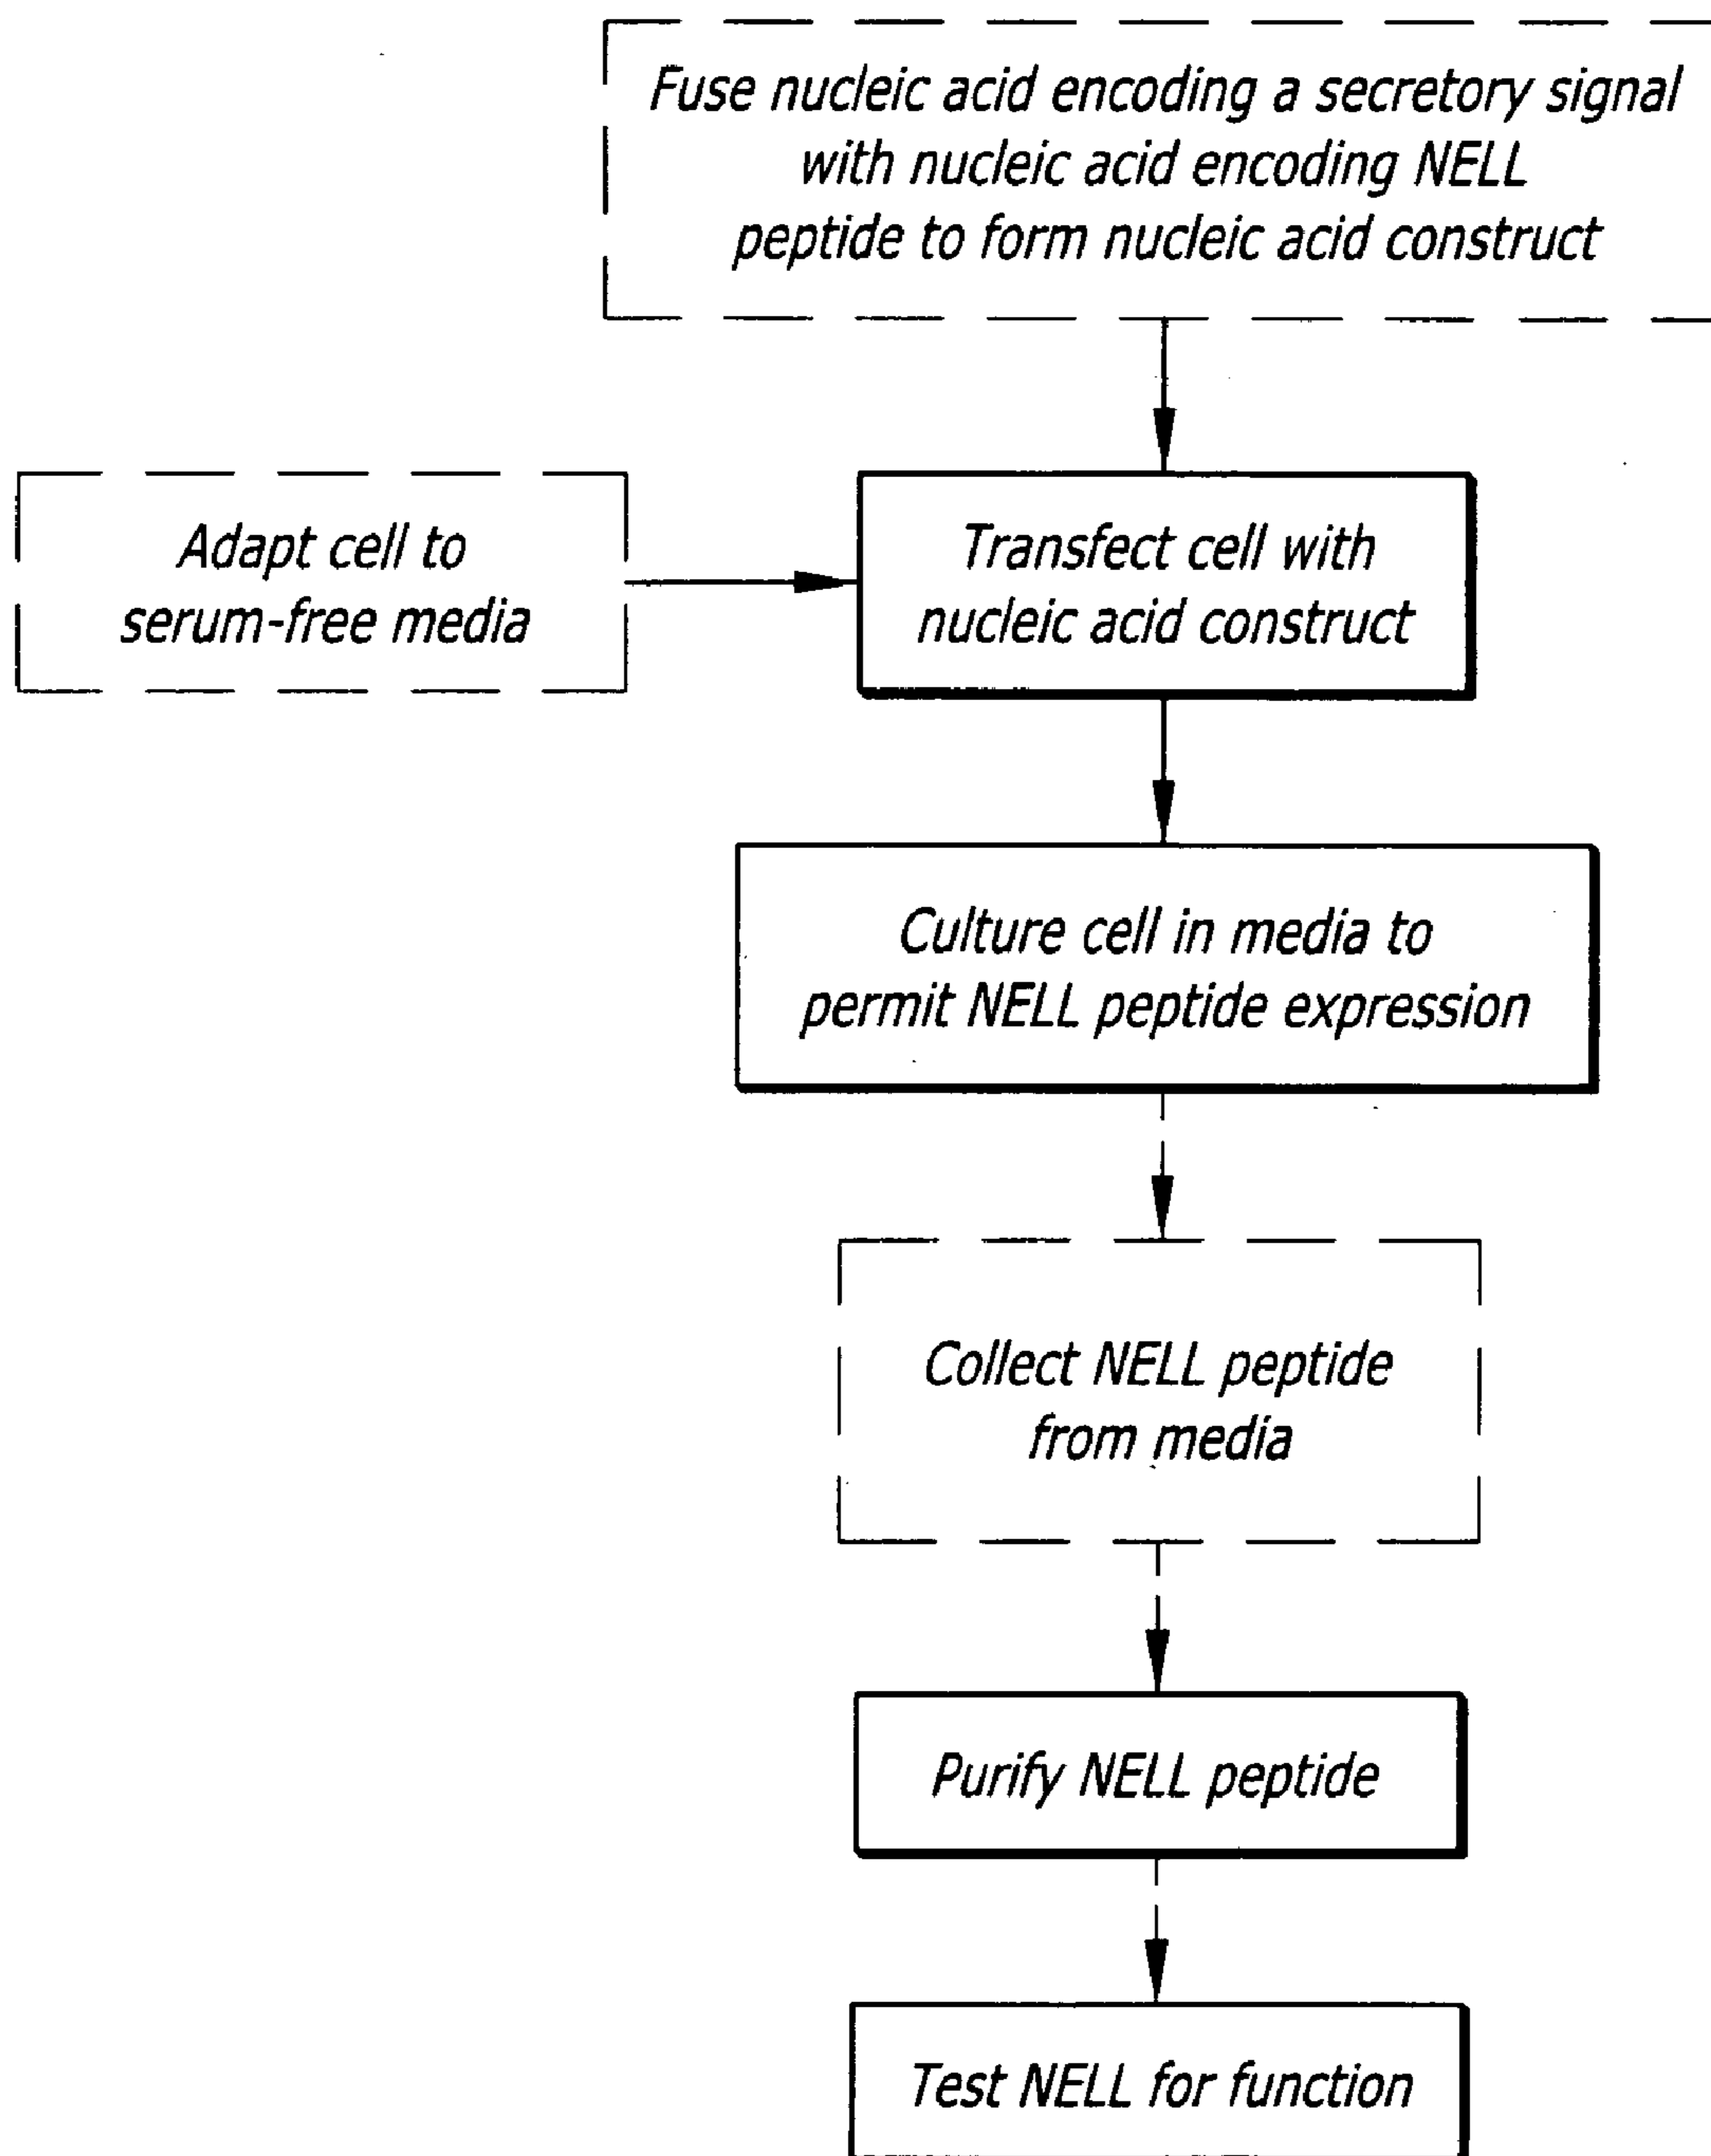 Fuse nucleic acid encoding a secretory signal
with nucleic acid encoding NELL
peptide to form nucleic acid construct
Adapt cell to
serum-free media
Transfect cell with
nucleic acid construct
Culture cell in media to
permit NELL peptide expression
Collect NELL peptide
from media
Purify NELL peptide
Test NELL for function